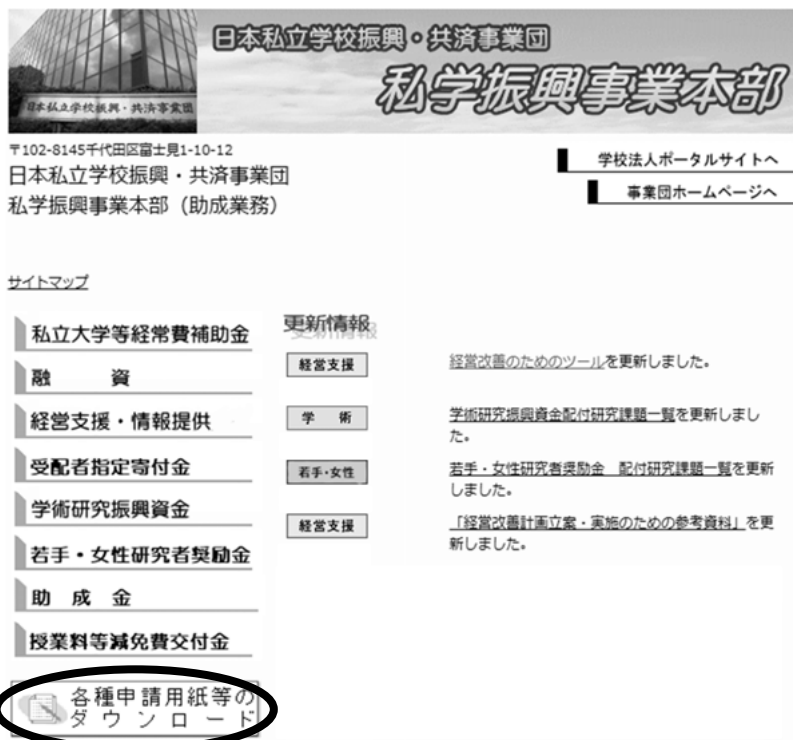 日本私立学校振興・共済事業団
私学振興事業本部
日本私立学校振興・共済事業団
〒102-8145千代田区富士見1-10-12
日本私立学校振興・共済事業団
私学振興事業本部（助成業務）
学校法人ポータルサイトへ
事業団ホームページへ
サイトマップ
私立大学等経常費補助金
融　資
経営支援・情報提供
受配者指定寄付金
学術研究振興資金
若手・女性研究者奨励金
助　成　金
授業料等減免費交付金
各種申請用紙等の
ダウンロード
更新情報
経営支援
経営改善のためのツールを更新しました。
学　術
学術研究振興資金配付研究課題一覧を更新しまし
た。
若手・女性
若手・女性研究者奨励金　配付研究課題一覧を更新
しました。
経営支援
「経営改善計画立案・実施のための参考資料」を更
新しました。